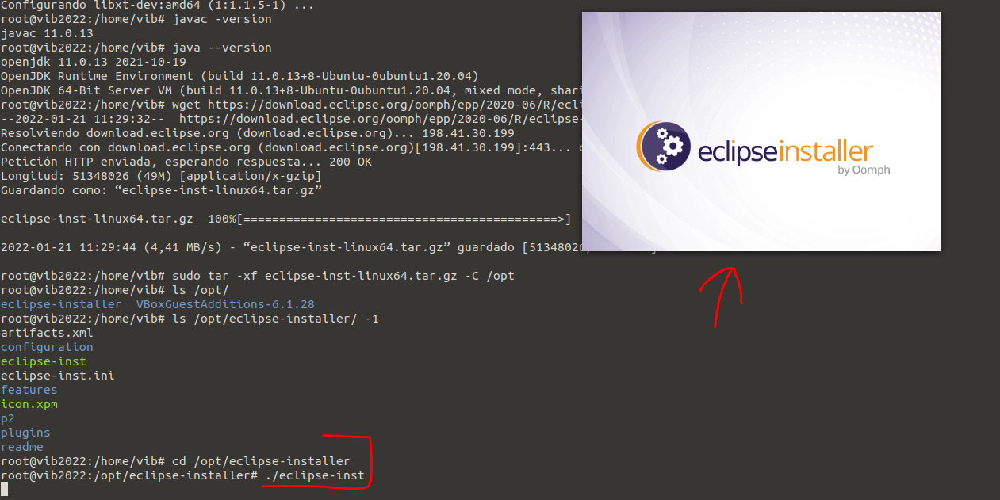 Configurando libxt-dev:amd64 (1:1.1.5-1) ...
root@vib2022:/home/vib# javac -version
javac 11.0.13
root@vib2022:/home/vib# java --version
openjdk 11.0.13 2021-10-19
OpenJDK Runtime Environment (build 11.0.13+8-Ubuntu-0ubuntu1.20.04)
OpenJDK 64-Bit Server VM (build 11.0.13+8-Ubuntu-0ubuntu1.20.04, mixed mode, shari
root@vib2022:/home/vib# wget https://download.eclipse.org/oomph/epp/2020-06/R/ecli
--2022-01-21 11:29:32--  https://download.eclipse.org/oomph/epp/2020-06/R/eclipse-
Resolviendo download.eclipse.org (download.eclipse.org)... 198.41.30.199
Conectando con download.eclipse.org (download.eclipse.org)[198.41.30.199]:443...
Petición HTTP enviada, esperando respuesta... 200 OK
Longitud: 51348026 (49M) [application/x-gzip]
Guardando como: “eclipse-inst-linux64.tar.gz”
eclipse-inst-linux64.tar.gz  100%[============================================>]
2022-01-21 11:29:44 (4,41 MB/s) - “eclipse-inst-linux64.tar.gz” guardado [51348026/
root@vib2022:/home/vib# sudo tar -xf eclipse-inst-linux64.tar.gz -C /opt
root@vib2022:/home/vib# ls /opt/
eclipse-installer  VBoxGuestAdditions-6.1.28
root@vib2022:/home/vib# ls /opt/eclipse-installer/ -1
artifacts.xml
configuration
eclipse-inst
eclipse-inst.ini
features
icon.xpm
p2
plugins
readme
root@vib2022:/home/vib# cd /opt/eclipse-installer
root@vib2022:/opt/eclipse-installer# ./eclipse-inst
eclipseinstaller
by Oomph